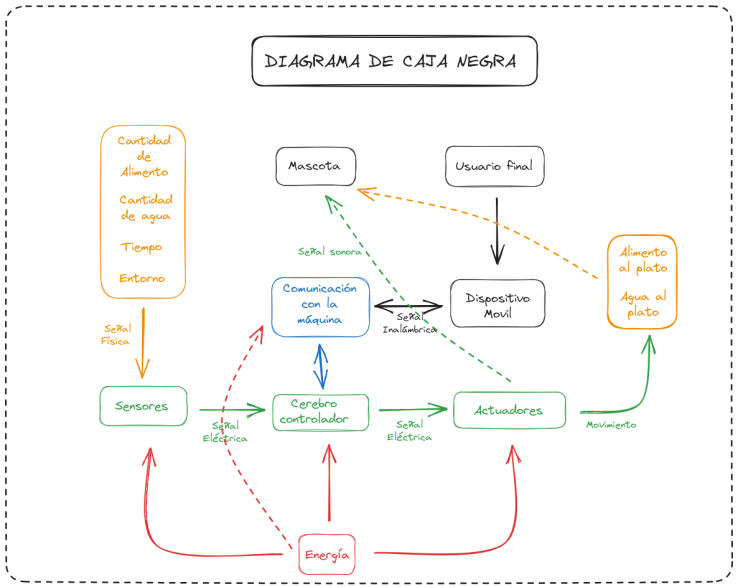 DIAGRAMA DE CAJA NEGRA
Cantidad
de
Alimento
Cantidad
de agua
Tiempo
Entorno
Mascota
Usuario final
Señal sonora
Alimento
al plato
Agua al
plato
Comunicación
con la
máquina
Dispositivo
Movil
Señal
Inalámbrica
Señal
Física
Sensores
Señal
Eléctrica
Cerebro
controlador
Señal
Eléctrica
Actuadores
Movimiento
Energía